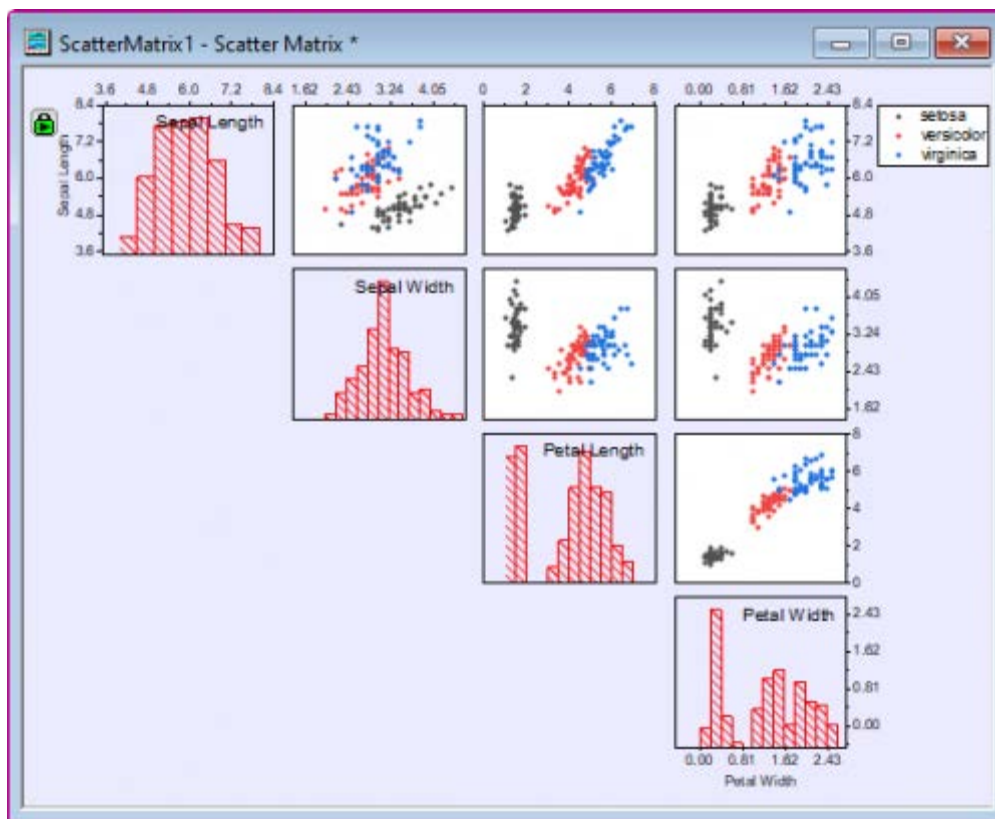 ScatterMatrix1 - Scatter Matrix *
3.6 4.8 6.0 7.2 8.4 1.62 2.43 3.24 4.05 0 2 4 6 8 0.00 0.81 1.62 2.43
8.4
7.2
6.0
4.8
3.6
Sepal Length
Sepal Length
8.4
7.2
6.0
4.8
3.6
setosa
versicolor
virginica
Sepal Width
4.05
3.24
2.43
1.62
Petal Length
8
6
4
2
0
Petal Width
2.43
1.62
0.81
0.00
0.00 0.81 1.62 2.43
Petal Width